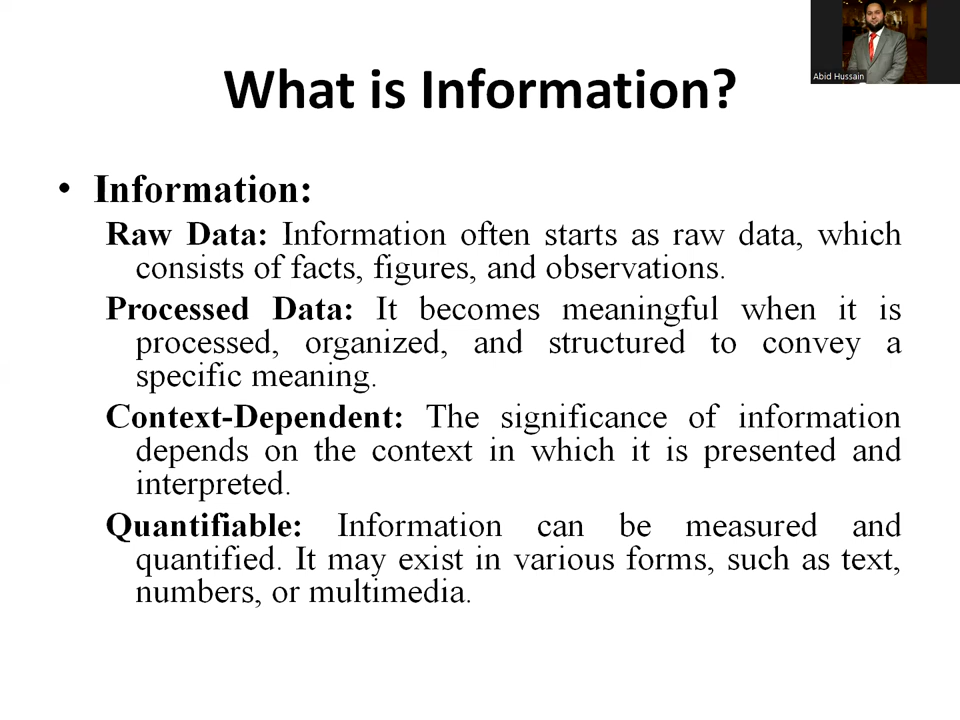 Abid Hussain
What is Information?
• Information:
Raw Data: Information often starts as raw data, which
consists of facts, figures, and observations.
Processed Data: It becomes meaningful when it is
processed, organized, and structured to convey a
specific meaning.
Context-Dependent: The significance of information
depends on the context in which it is presented and
interpreted.
Quantifiable: Information can be measured and
quantified. It may exist in various forms, such as text,
numbers, or multimedia.